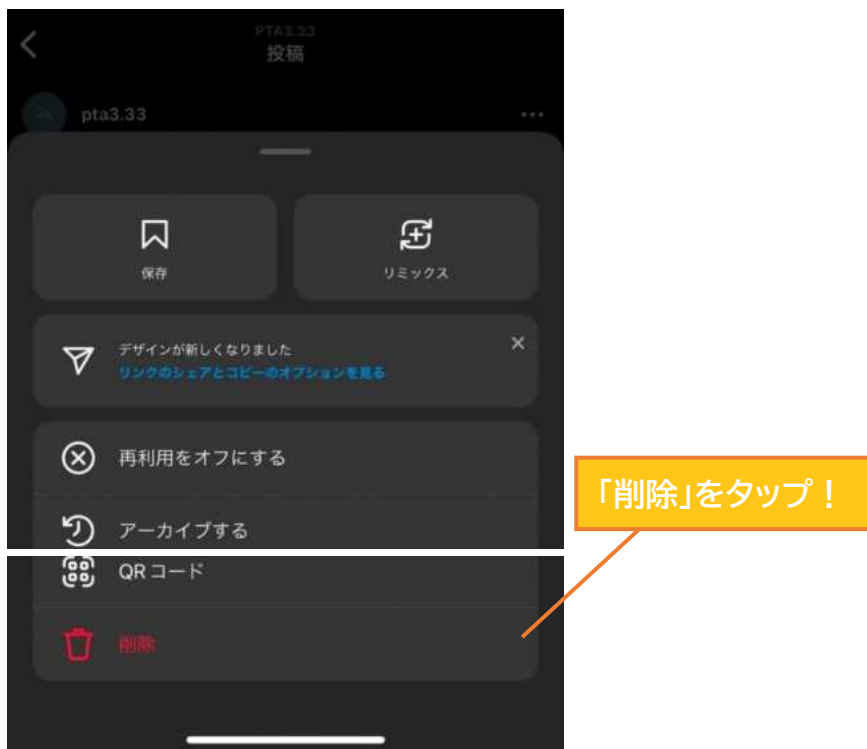 PTA3.33
投稿
pta3.33
保存
リミックス
デザインが新しくなりました
リンクのシェアとコピーのオプションを見る
再利用をオフにする
アーカイブする
QRコード
削除
「削除」をタップ！